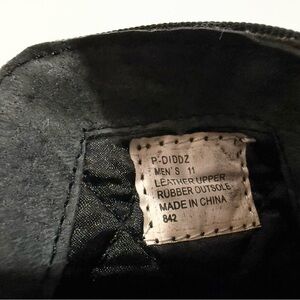 P-DIDDZ
MEN'S 11
LEATHER UPPER
RUBBER OUTSOLE
MADE IN CHINA
842